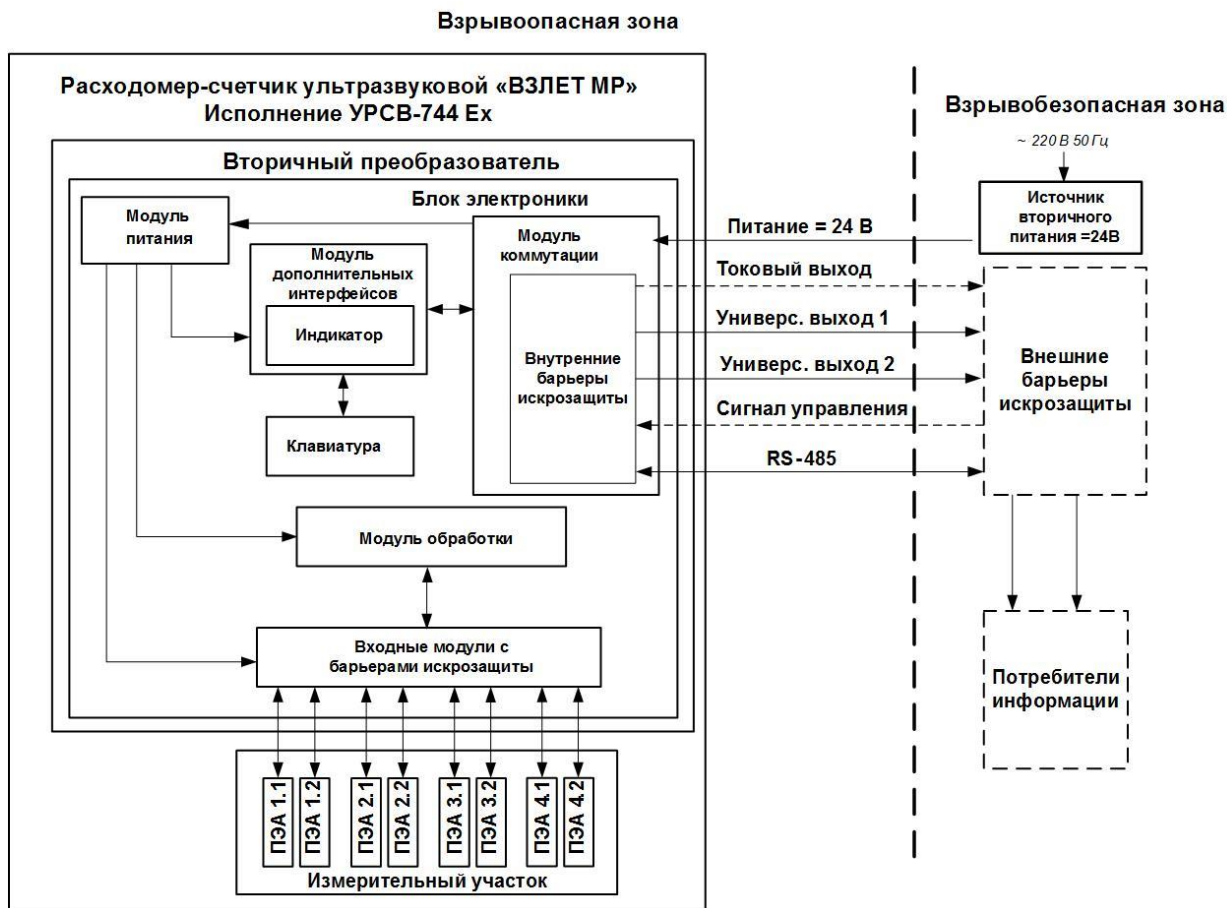 Взрывоопасная зона
Расходомер-счетчик ультразвуковой «ВЗЛЕТ МР»
Исполнение УРСВ-744 Ex
Вторичный преобразователь
Блок электроники
Модуль
питания
Модуль
дополнительных
интерфейсов
Индикатор
Клавиатура
Модуль
коммутации
Внутренние
барьеры
искрозащиты
Модуль обработки
Входные модули с
барьерами искрозащиты
ПЭА 1.1
ПЭА 1.2
ПЭА 2.1
ПЭА 2.2
ПЭА 3.1
ПЭА 3.2
ПЭА 4.1
ПЭА 4.2
Измерительный участок
Питание = 24 В
Токовый выход
Универс. выход 1
Универс. выход 2
Сигнал управления
RS-485
Взрывобезопасная зона
~ 220 В 50 Гц
Источник
вторичного
питания =24В
Внешние
барьеры
искрозащиты
Потребители
информации